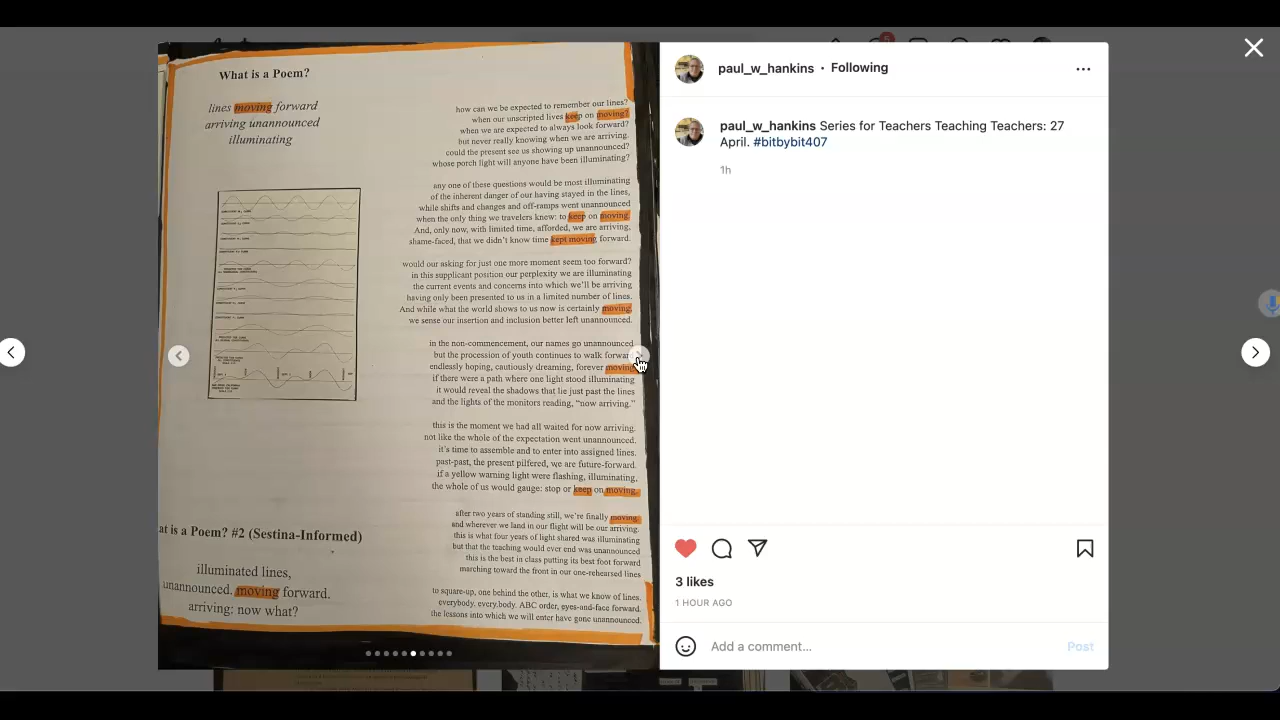 What is a Poem?
lines moving forward
arriving unannounced
illuminating
how can we be expected to remember our lines?
when our unscripted lives keep on moving?
when we are expected to always look forward?
but never really knowing when we are arriving.
could the present see us showing up unannounced?
whose porch light will anyone have been illuminating?
any one of these questions would be most illuminating
of the inherent danger of our having stayed in the lines,
while shifts and changes and off-ramps went unannounced
when the only thing we travelers knew: to keep on moving.
And, only now, with limited time, afforded, we are arriving,
shame-faced, that we didn't know time kept moving forward.
would our asking for just one more moment seem too forward?
in this supplicant position our perplexity we are illuminating
the current events and concerns into which we'll be arriving
having only been presented to us in a limited number of lines.
And while what the world shows to us now is certainly moving,
we sense our insertion and inclusion better left unannounced.
in the non-commencement, our names go unannounced
but the procession of youth continues to walk forward
endlessly hoping, cautiously dreaming, forever moving
if there were a path where one light stood illuminating
it would reveal the shadows that lie just past the lines
and the lights of the monitors reading, "now arriving."
this is the moment we had all waited for now arriving.
not like the whole of the expectation went unannounced.
it's time to assemble and to enter into assigned lines.
past-past, the present pilfered, we are future-forward.
if a yellow warning light were flashing, illuminating,
the whole of us would gauge: stop or keep on moving.
after two years of standing still, we're finally moving.
and wherever we land in our flight will be our arriving.
this is what four years of light shared was illuminating
but that the teaching would ever end was unannounced
this is the best in class putting its best foot forward
marching toward the front in our one-rehearsed lines
to square-up, one behind the other, is what we know of lines.
everybody, every.body. ABC order, eyes-and-face forward.
the lessons into which we will enter have gone unannounced.
at is a Poem? #2 (Sestina-Informed)
illuminated lines,
unannounced. moving forward.
arriving: now what?
paul_w_hankins • Following
paul_w_hankins Series for Teachers Teaching Teachers: 27
April. #bitbybit407
1h
3 likes
1 HOUR AGO
Add a comment...
Post